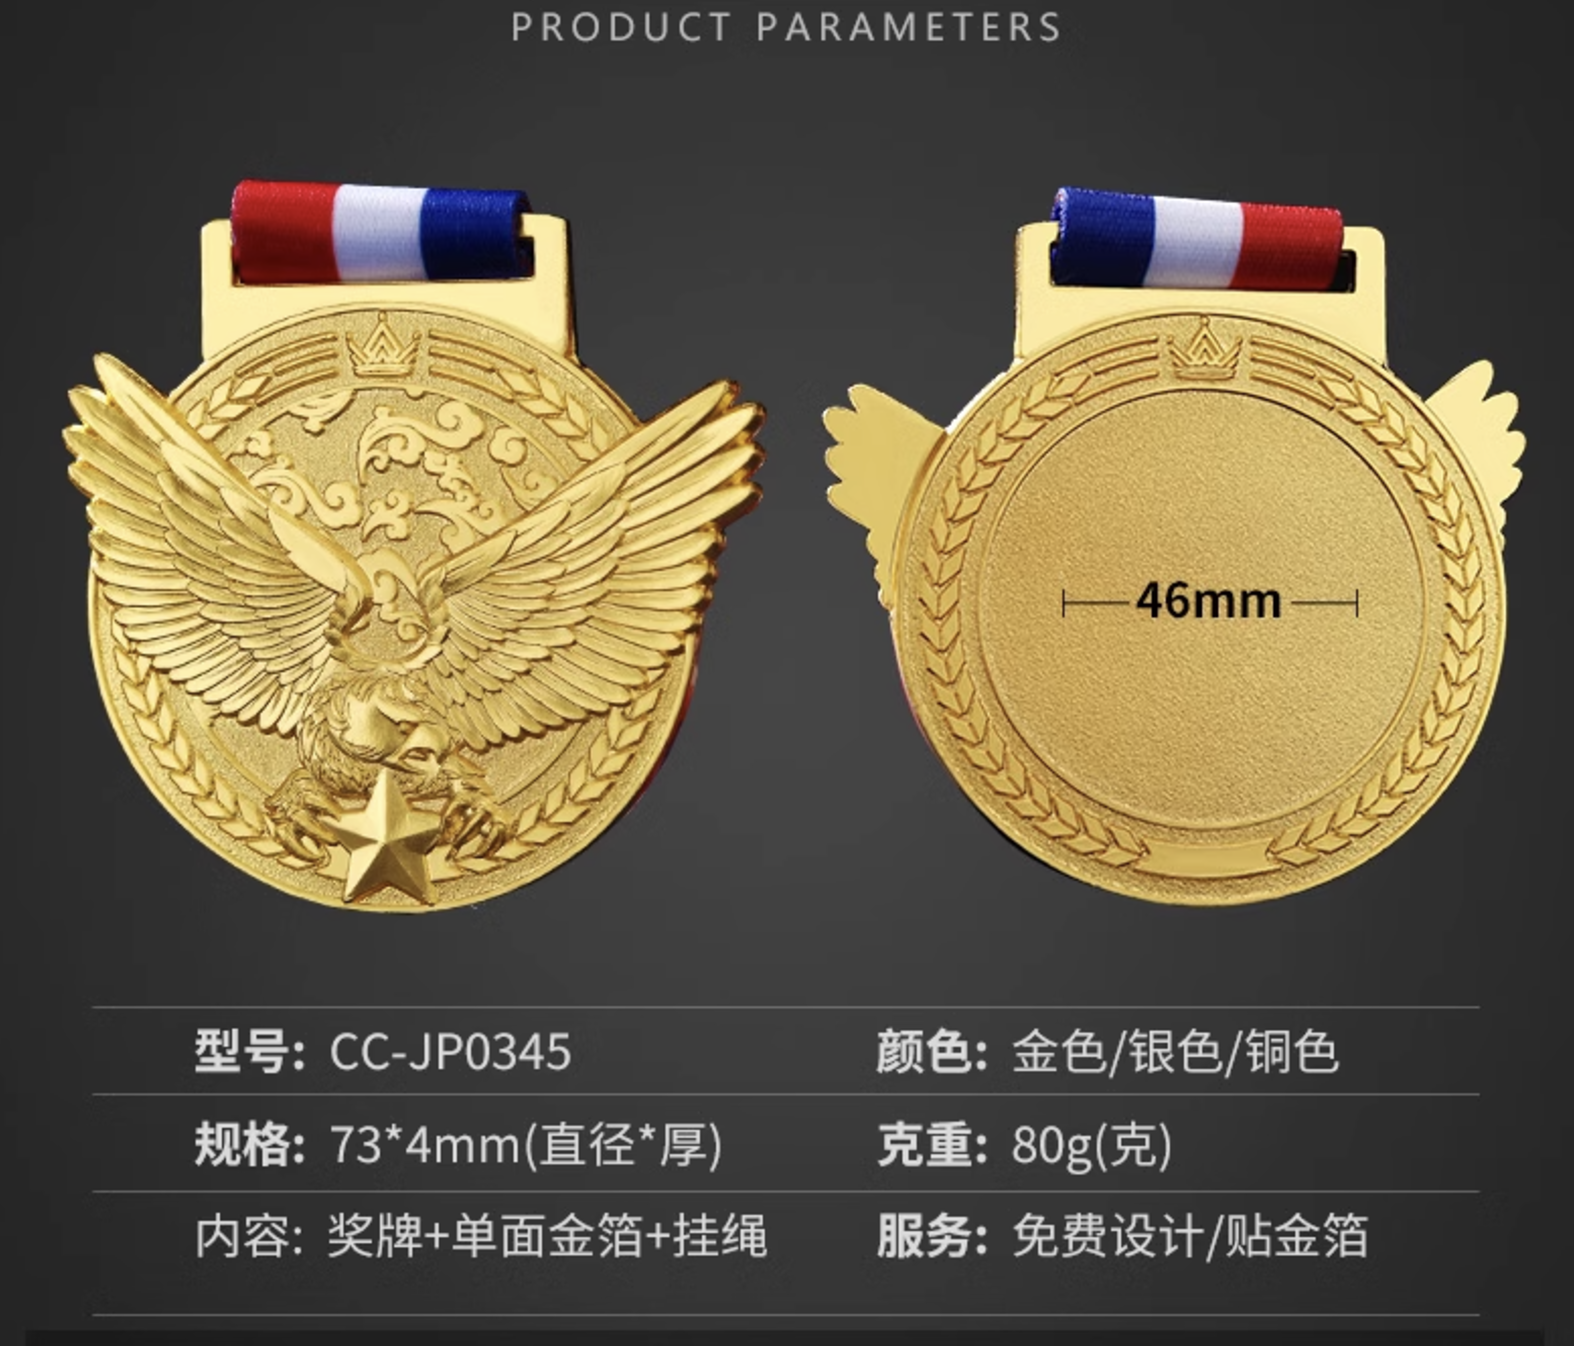 PRODUCT PARAMETERS
46mm
型号: CC-JP0345
颜色: 金色/银色/铜色
规格: 73*4mm(直径*厚)
克重: 80g(克)
内容: 奖牌+单面金箔+挂绳
服务: 免费设计/贴金箔